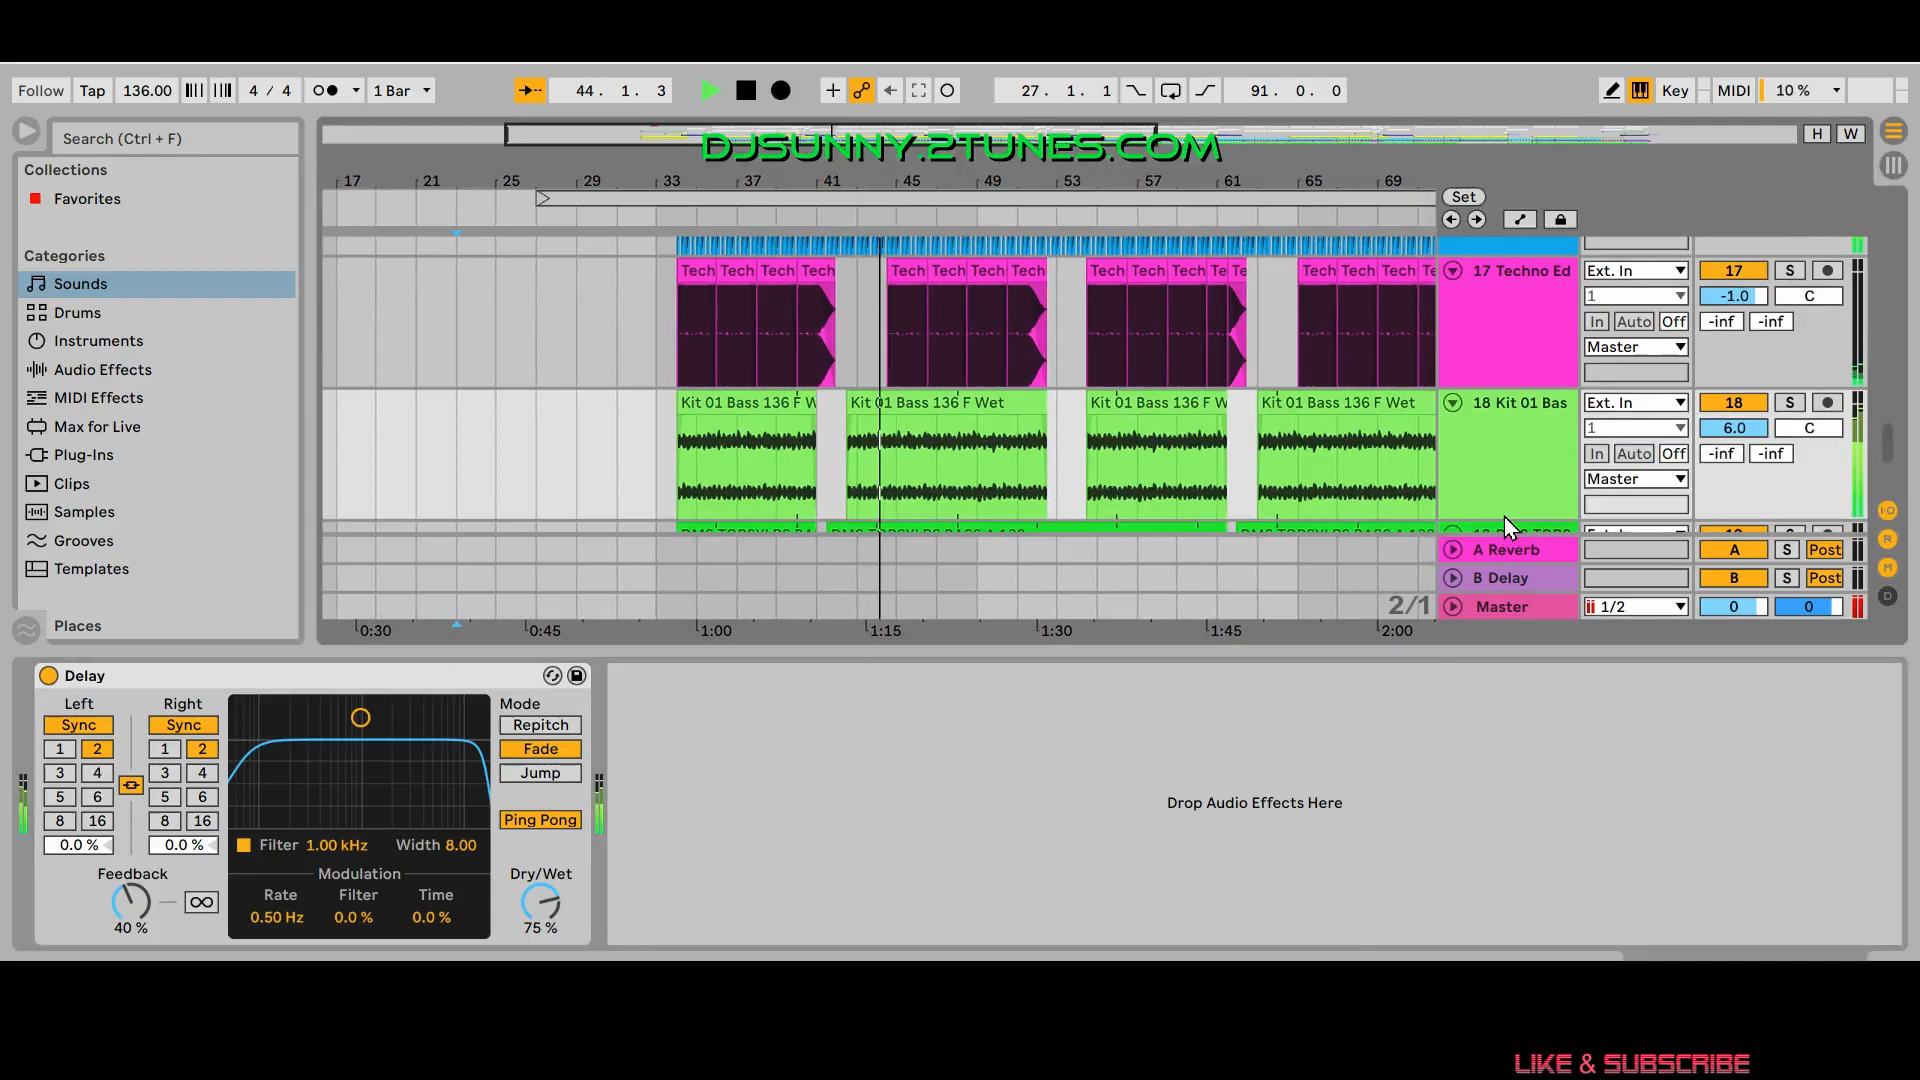 Follow Tap 136.00 4 / 4 1 Bar 44. 1. 3 27. 1. 1 91. 0. 0 Key MIDI 10 %
Search (Ctrl + F)
Collections
Favorites
Categories
Sounds
Drums
Instruments
Audio Effects
MIDI Effects
Max for Live
Plug-Ins
Clips
Samples
Grooves
Templates
Places
H W
DJSUNNY.2TUNES.COM
17 21 25 29 33 37 41 45 49 53 57 61 65 69
Set
Tech Tech Tech Tech Tech Tech Tech Tech Tech Tech Tech Te Te Tech Tech Tech Te
17 Techno Ed
Ext. In
17 S
1
-1.0 C
In Auto Off
-inf -inf
Master
Kit 01 Bass 136 F W Kit 01 Bass 136 F Wet Kit 01 Bass 136 F W Kit 01 Bass 136 F Wet
18 Kit 01 Bas
Ext. In
18 S
1
6.0 C
In Auto Off
-inf -inf
Master
A Reverb A S Post
B Delay B S Post
2/1 Master 1/2 0 0
I·O
R
M
D
0:30 0:45 1:00 1:15 1:30 1:45 2:00
Delay
Left Right
Sync Sync
1 2 1 2
3 4 3 4
5 6 5 6
8 16 8 16
0.0 % 0.0 %
Feedback
40 %
Filter 1.00 kHz Width 8.00
Modulation
Rate Filter Time
0.50 Hz 0.0 % 0.0 %
Mode
Repitch
Fade
Jump
Ping Pong
Dry/Wet
75 %
Drop Audio Effects Here
LIKE & SUBSCRIBE